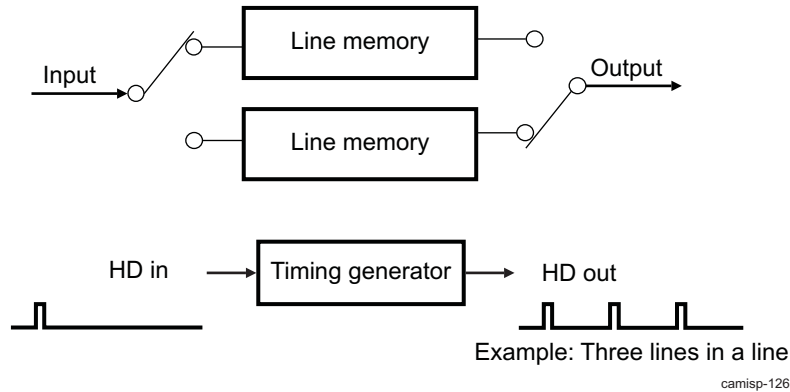 Line memory
Input
Output
Line memory
HD in
Timing generator
HD out
Example: Three lines in a line
camisp-126